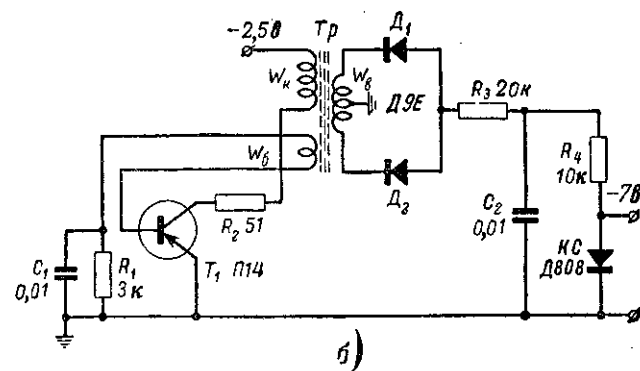 -2,5в
Тр
Д₁
Wк
Wв
Д9Е
R₃ 20к
Wб
Д₂
R₄
10к
-7в
R₂ 51
C₂
0,01
КС
Д808
C₁
0,01
R₁
3к
T₁ П14
б)